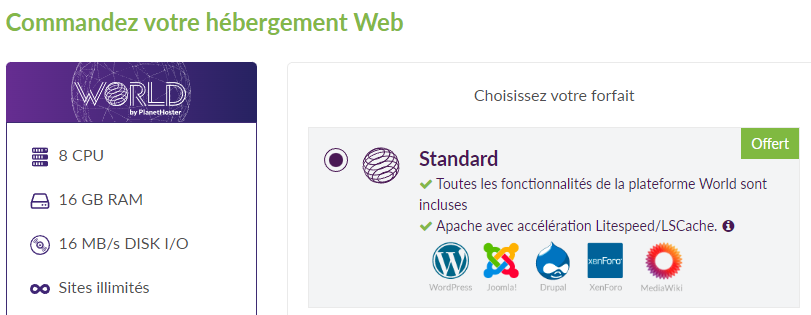 Commandez votre hébergement Web
WORLD
by PlanetHoster
8 CPU
16 GB RAM
16 MB/s DISK I/O
Sites illimités
Choisissez votre forfait
Offert
Standard
✓ Toutes les fonctionnalités de la plateforme World sont
incluses
✓ Apache avec accélération Litespeed/LSCache.
xenForo
WordPress Joomla! Drupal XenForo MediaWiki